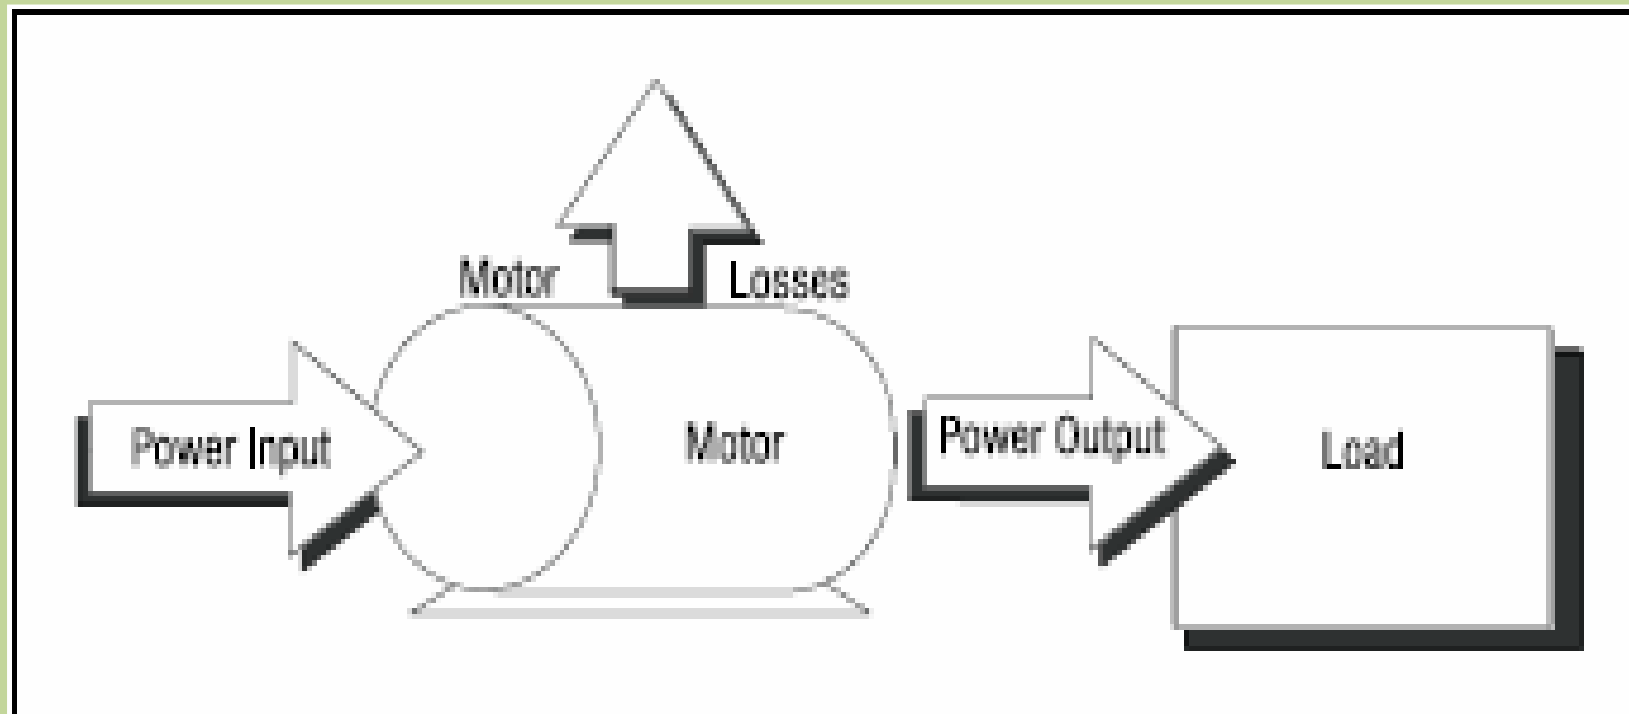 Motor Losses
Power Input
Motor
Power Output
Load